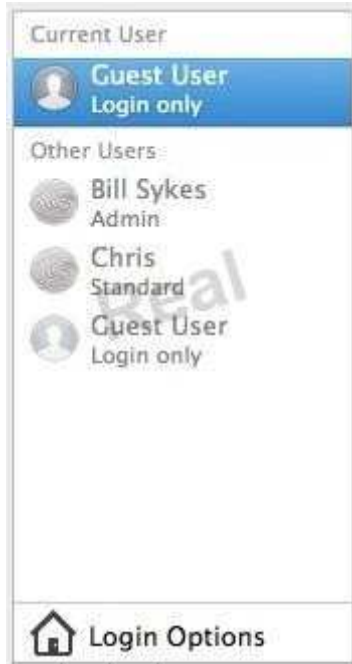 Current User
Guest User
Login only
Other Users
Bill Sykes
Admin
Chris
Standard
Real
Guest User
Login only
Login Options